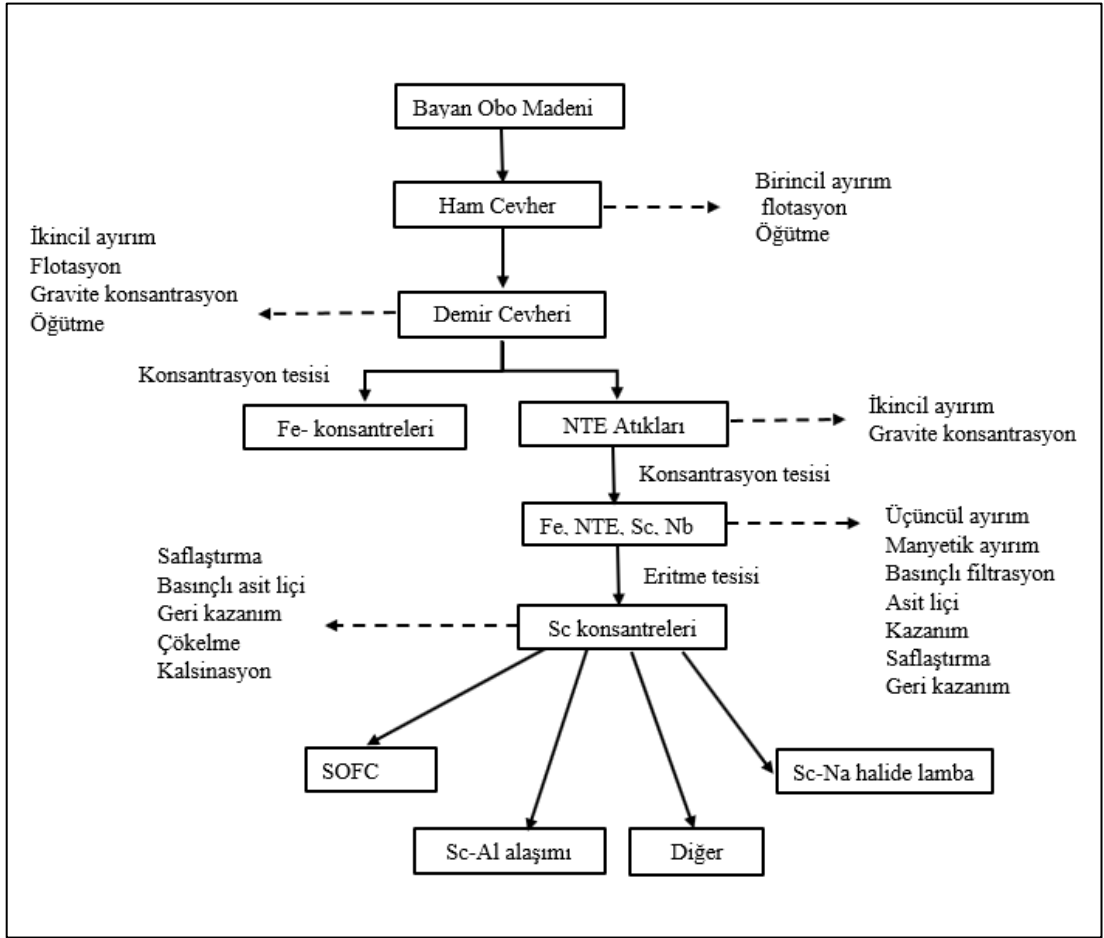 Bayan Obo Madeni
Ham Cevher
Birincil ayırım
flotasyon
Öğütme
İkincil ayırım
Flotasyon
Gravite konsantrasyon
Öğütme
Demir Cevheri
Konsantrasyon tesisi
Fe- konsantreleri
NTE Atıkları
İkincil ayırım
Gravite konsantrasyon
Konsantrasyon tesisi
Fe, NTE, Sc, Nb
Üçüncül ayırım
Manyetik ayırım
Basınçlı filtrasyon
Asit liçi
Kazanım
Saflaştırma
Geri kazanım
Eritme tesisi
Saflaştırma
Basınçlı asit liçi
Geri kazanım
Çökelme
Kalsinasyon
Sc konsantreleri
SOFC
Sc-Al alaşımı
Diğer
Sc-Na halide lamba